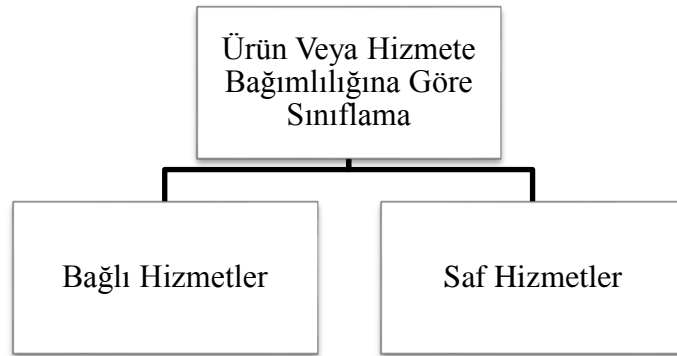 Ürün Veya Hizmete
Bağımlılığına Göre
Sınıflama
Bağlı Hizmetler
Saf Hizmetler